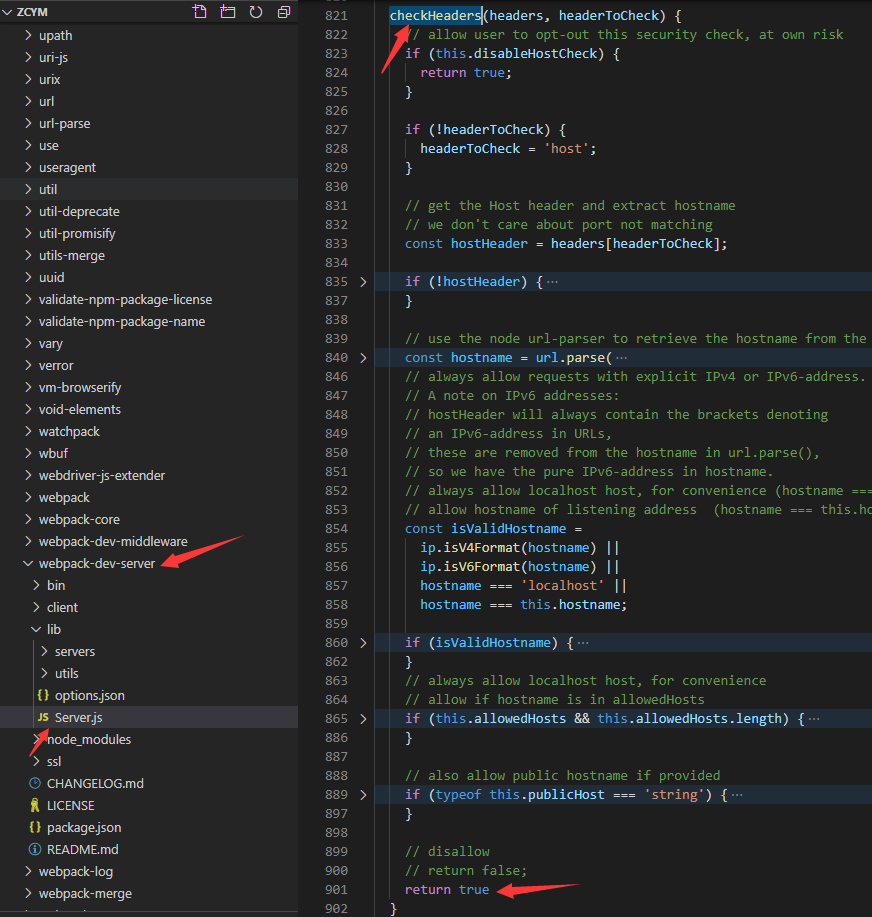 ZCYM
upath
uri-js
urix
url
url-parse
use
useragent
util
util-deprecate
util-promisify
utils-merge
uuid
validate-npm-package-license
validate-npm-package-name
vary
verror
vm-browserify
void-elements
watchpack
wbuf
webdriver-js-extender
webpack
webpack-core
webpack-dev-middleware
webpack-dev-server
bin
client
lib
servers
utils
{} options.json
JS Server.js
node_modules
ssl
CHANGELOG.md
LICENSE
{} package.json
README.md
webpack-log
webpack-merge
821 checkHeaders(headers, headerToCheck) {
822 // allow user to opt-out this security check, at own risk
823 if (this.disableHostCheck) {
824 return true;
825 }
826
827 if (!headerToCheck) {
828 headerToCheck = 'host';
829 }
830
831 // get the Host header and extract hostname
832 // we don't care about port not matching
833 const hostHeader = headers[headerToCheck];
834
835 if (!hostHeader) { ···
837 }
838
839 // use the node url-parser to retrieve the hostname from the
840 const hostname = url.parse( ···
846 // always allow requests with explicit IPv4 or IPv6-address.
847 // A note on IPv6 addresses:
848 // hostHeader will always contain the brackets denoting
849 // an IPv6-address in URLs,
850 // these are removed from the hostname in url.parse(),
851 // so we have the pure IPv6-address in hostname.
852 // always allow localhost host, for convenience (hostname ===
853 // allow hostname of listening address  (hostname === this.ho
854 const isValidHostname =
855 ip.isV4Format(hostname) ||
856 ip.isV6Format(hostname) ||
857 hostname === 'localhost' ||
858 hostname === this.hostname;
859
860 if (isValidHostname) { ···
862 }
863 // always allow localhost host, for convenience
864 // allow if hostname is in allowedHosts
865 if (this.allowedHosts && this.allowedHosts.length) { ···
886 }
887
888 // also allow public hostname if provided
889 if (typeof this.publicHost === 'string') { ···
897 }
898
899 // disallow
900 // return false;
901 return true
902 }